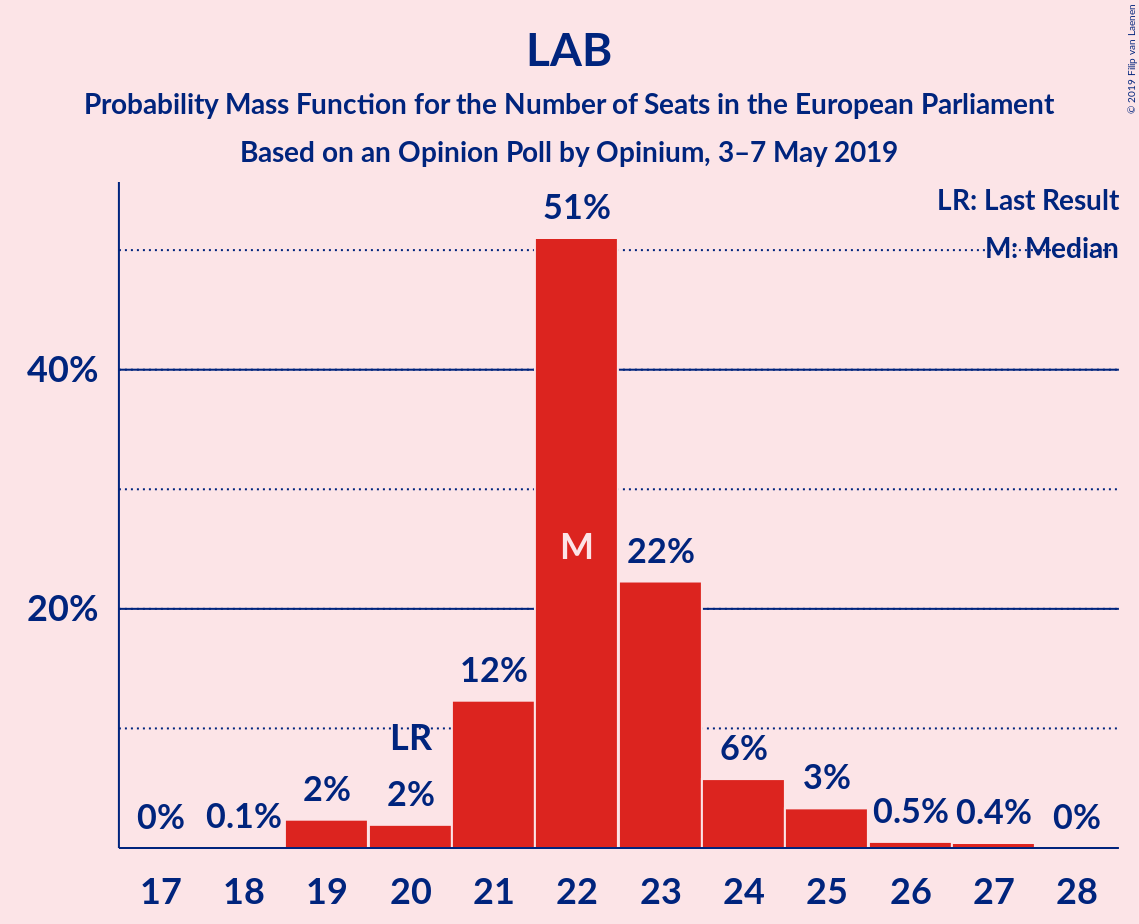 LAB
Probability Mass Function for the Number of Seats in the European Parliament
Based on an Opinion Poll by Opinium, 3–7 May 2019
© 2019 Filip van Laenen
LR: Last Result
M: Median
51%
40%
M
22%
20%
12%
LR
6%
3%
2%
2%
0%
0.1%
0.5%
0.4%
0%
17 18 19 20 21 22 23 24 25 26 27 28